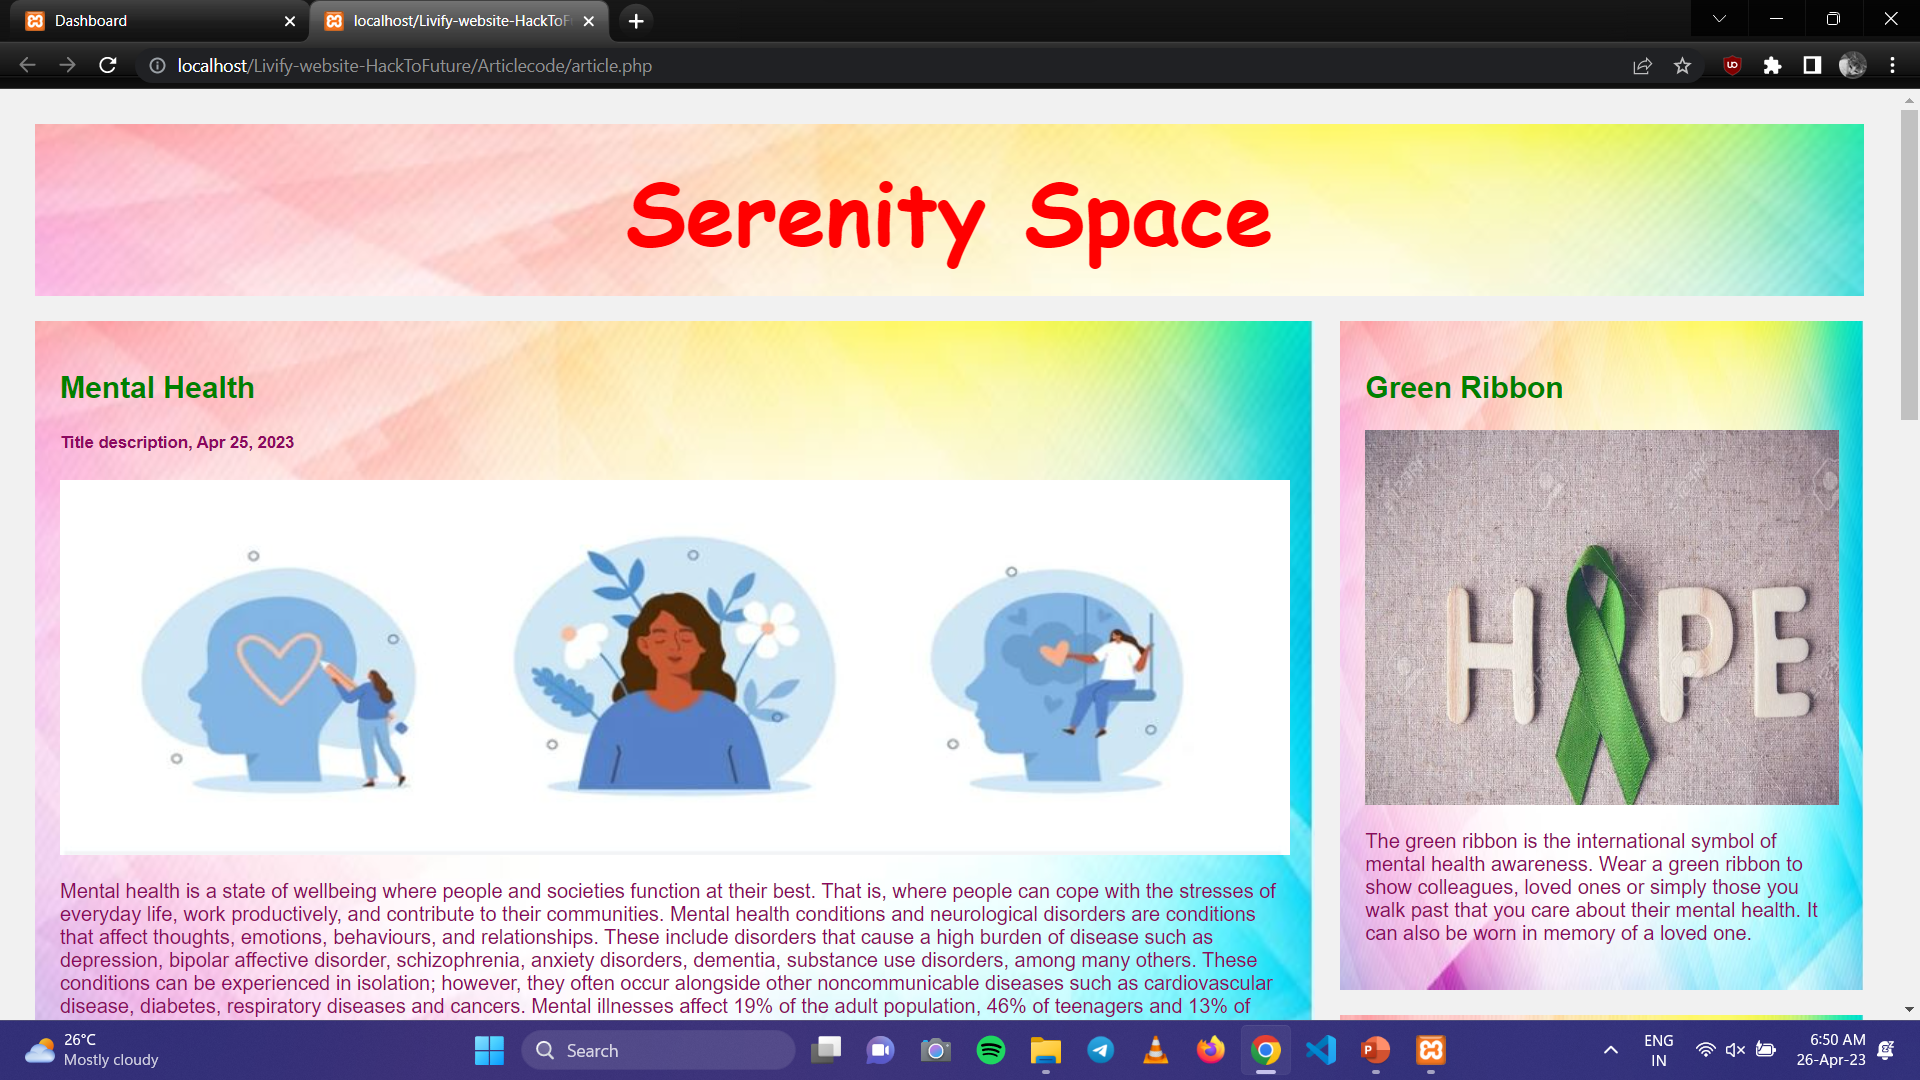 Dashboard
localhost/Livify-website-HackToF
localhost/Livify-website-HackToFuture/Articlecode/article.php
Serenity Space
Mental Health
Title description, Apr 25, 2023
Mental health is a state of wellbeing where people and societies function at their best. That is, where people can cope with the stresses of
everyday life, work productively, and contribute to their communities. Mental health conditions and neurological disorders are conditions
that affect thoughts, emotions, behaviours, and relationships. These include disorders that cause a high burden of disease such as
depression, bipolar affective disorder, schizophrenia, anxiety disorders, dementia, substance use disorders, among many others. These
conditions can be experienced in isolation; however, they often occur alongside other noncommunicable diseases such as cardiovascular
disease, diabetes, respiratory diseases and cancers. Mental illnesses affect 19% of the adult population, 46% of teenagers and 13% of
Green Ribbon
H PE
The green ribbon is the international symbol of
mental health awareness. Wear a green ribbon to
show colleagues, loved ones or simply those you
walk past that you care about their mental health. It
can also be worn in memory of a loved one.
26°C
Mostly cloudy
Search
ENG
IN
6:50 AM
26-Apr-23